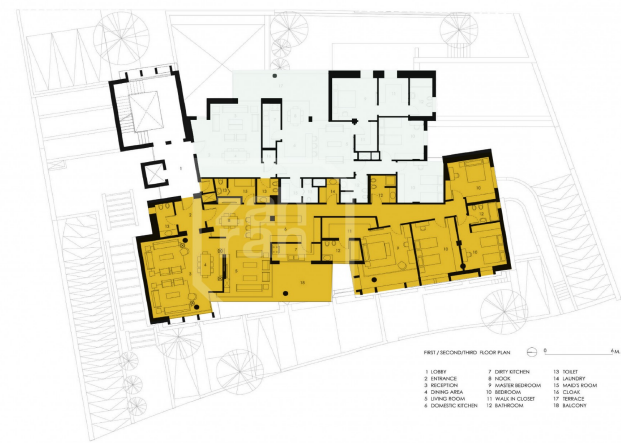 FIRST / SECOND/THIRD FLOOR PLAN
0 6 M.
1 LOBBY
2 ENTRANCE
3 RECEPTION
4 DINING AREA
5 LIVING ROOM
6 DOMESTIC KITCHEN
7 DIRTY KITCHEN
8 NOOK
9 MASTER BEDROOM
10 BEDROOM
11 WALK IN CLOSET
12 BATHROOM
13 TOILET
14 LAUNDRY
15 MAID'S ROOM
16 CLOAK
17 TERRACE
18 BALCONY